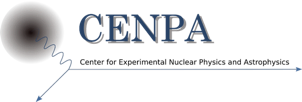 CENPA
Center for Experimental Nuclear Physics and Astrophysics